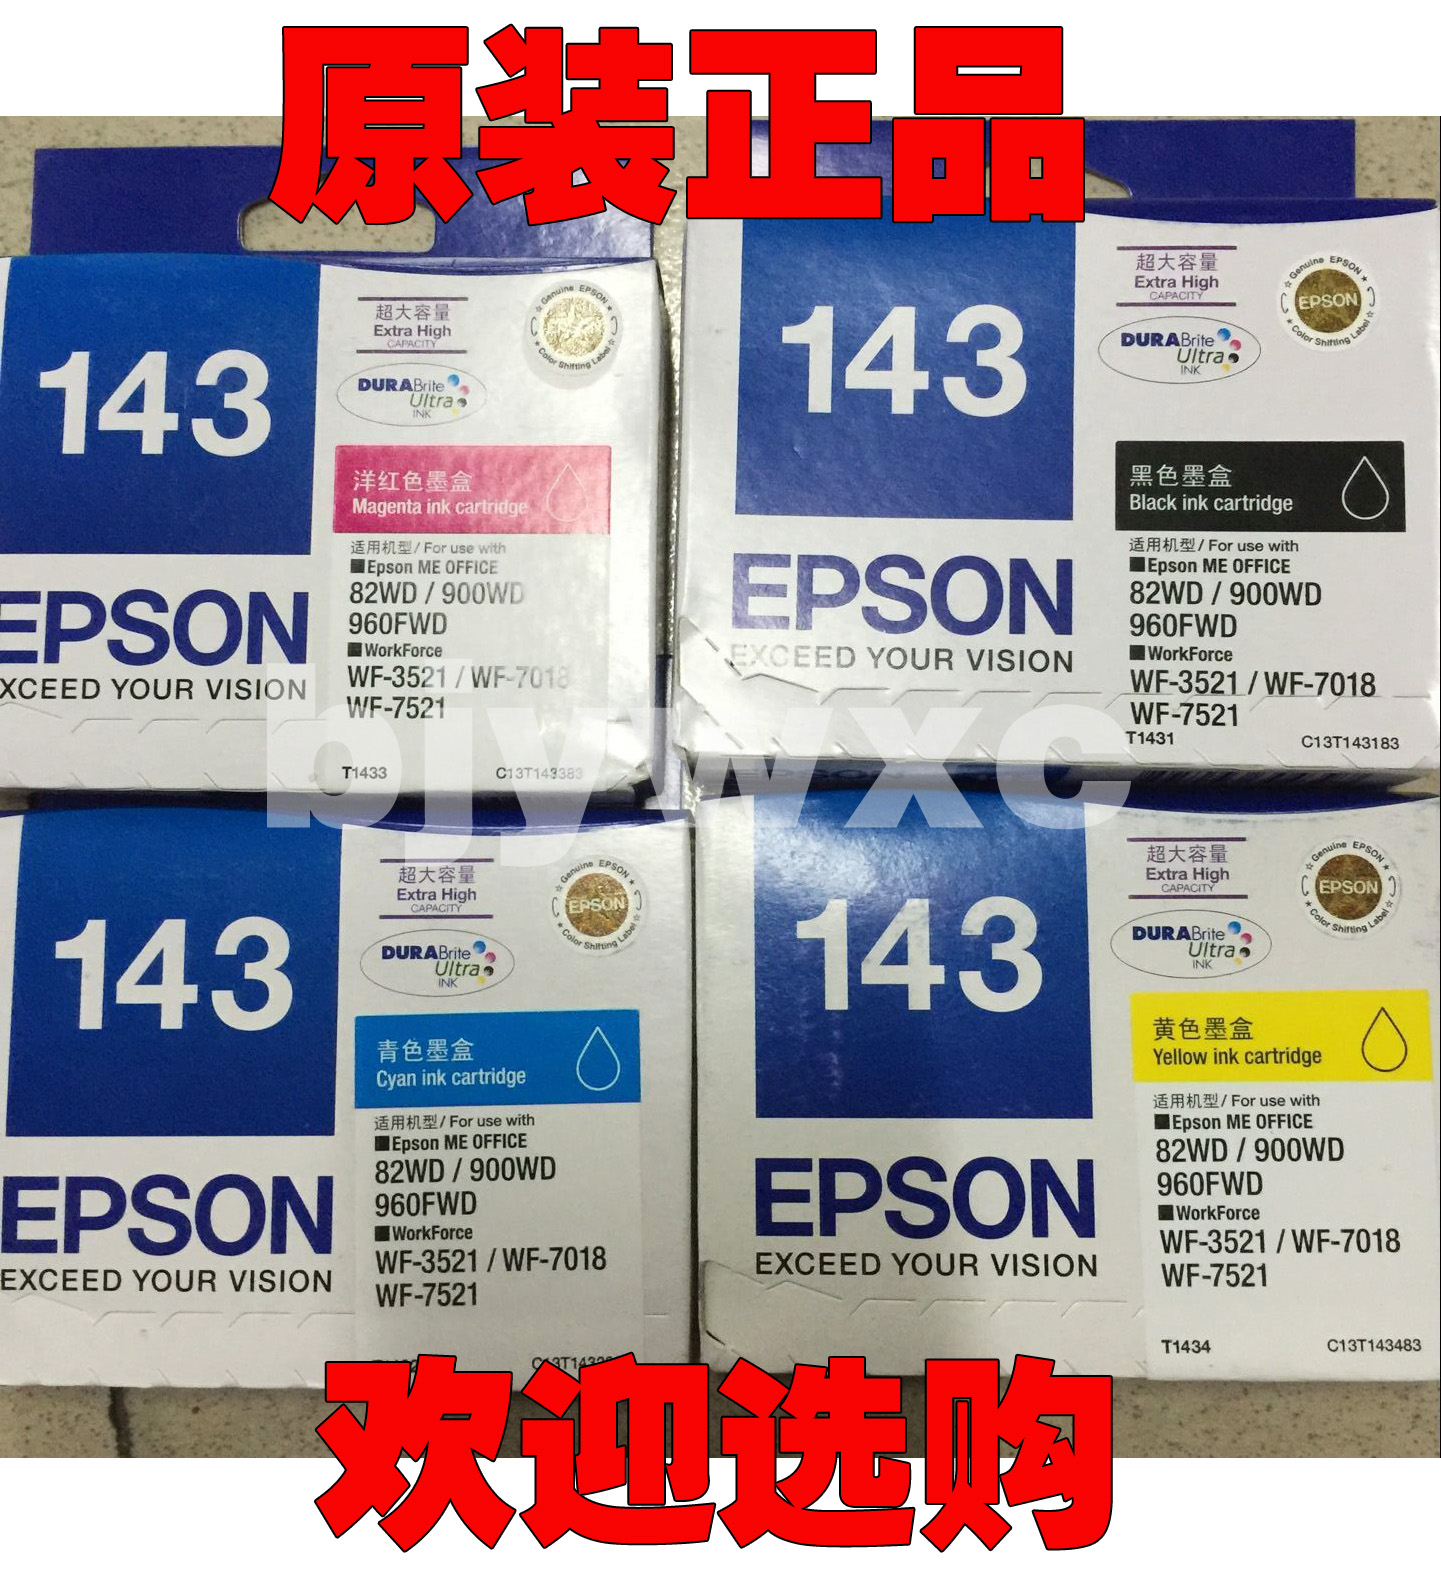 原装正品
143
超大容量
Extra High
CAPACITY
Genuine EPSON
Color Shifting Label
DURABrite
Ultra
INK
洋红色墨盒
Magenta ink cartridge
适用机型/For use with
■Epson ME OFFICE
82WD / 900WD
960FWD
■WorkForce
WF-3521 / WF-7018
WF-7521
EPSON
XCEED YOUR VISION
T1433
C13T143383
143
超大容量
Extra High
CAPACITY
Genuine EPSON
EPSON
Color Shifting Label
DURABrite
Ultra
INK
黑色墨盒
Black ink cartridge
适用机型/For use with
■Epson ME OFFICE
82WD / 900WD
960FWD
■WorkForce
WF-3521 / WF-7018
WF-7521
EPSON
EXCEED YOUR VISION
T1431
C13T143183
bjywxc
EPSON
143
超大容量
Extra High
CAPACITY
Genuine EPSON
EPSON
Color Shifting Label
DURABrite
Ultra
INK
青色墨盒
Cyan ink cartridge
适用机型/For use with
■Epson ME OFFICE
82WD / 900WD
960FWD
■WorkForce
WF-3521 / WF-7018
WF-7521
EPSON
EXCEED YOUR VISION
143
超大容量
Extra High
CAPACITY
Genuine EPSON
EPSON
Color Shifting Label
DURABrite
Ultra
INK
黄色墨盒
Yellow ink cartridge
适用机型/For use with
■Epson ME OFFICE
82WD / 900WD
960FWD
■WorkForce
WF-3521 / WF-7018
WF-7521
EPSON
EXCEED YOUR VISION
T1434
C13T143483
欢迎选购